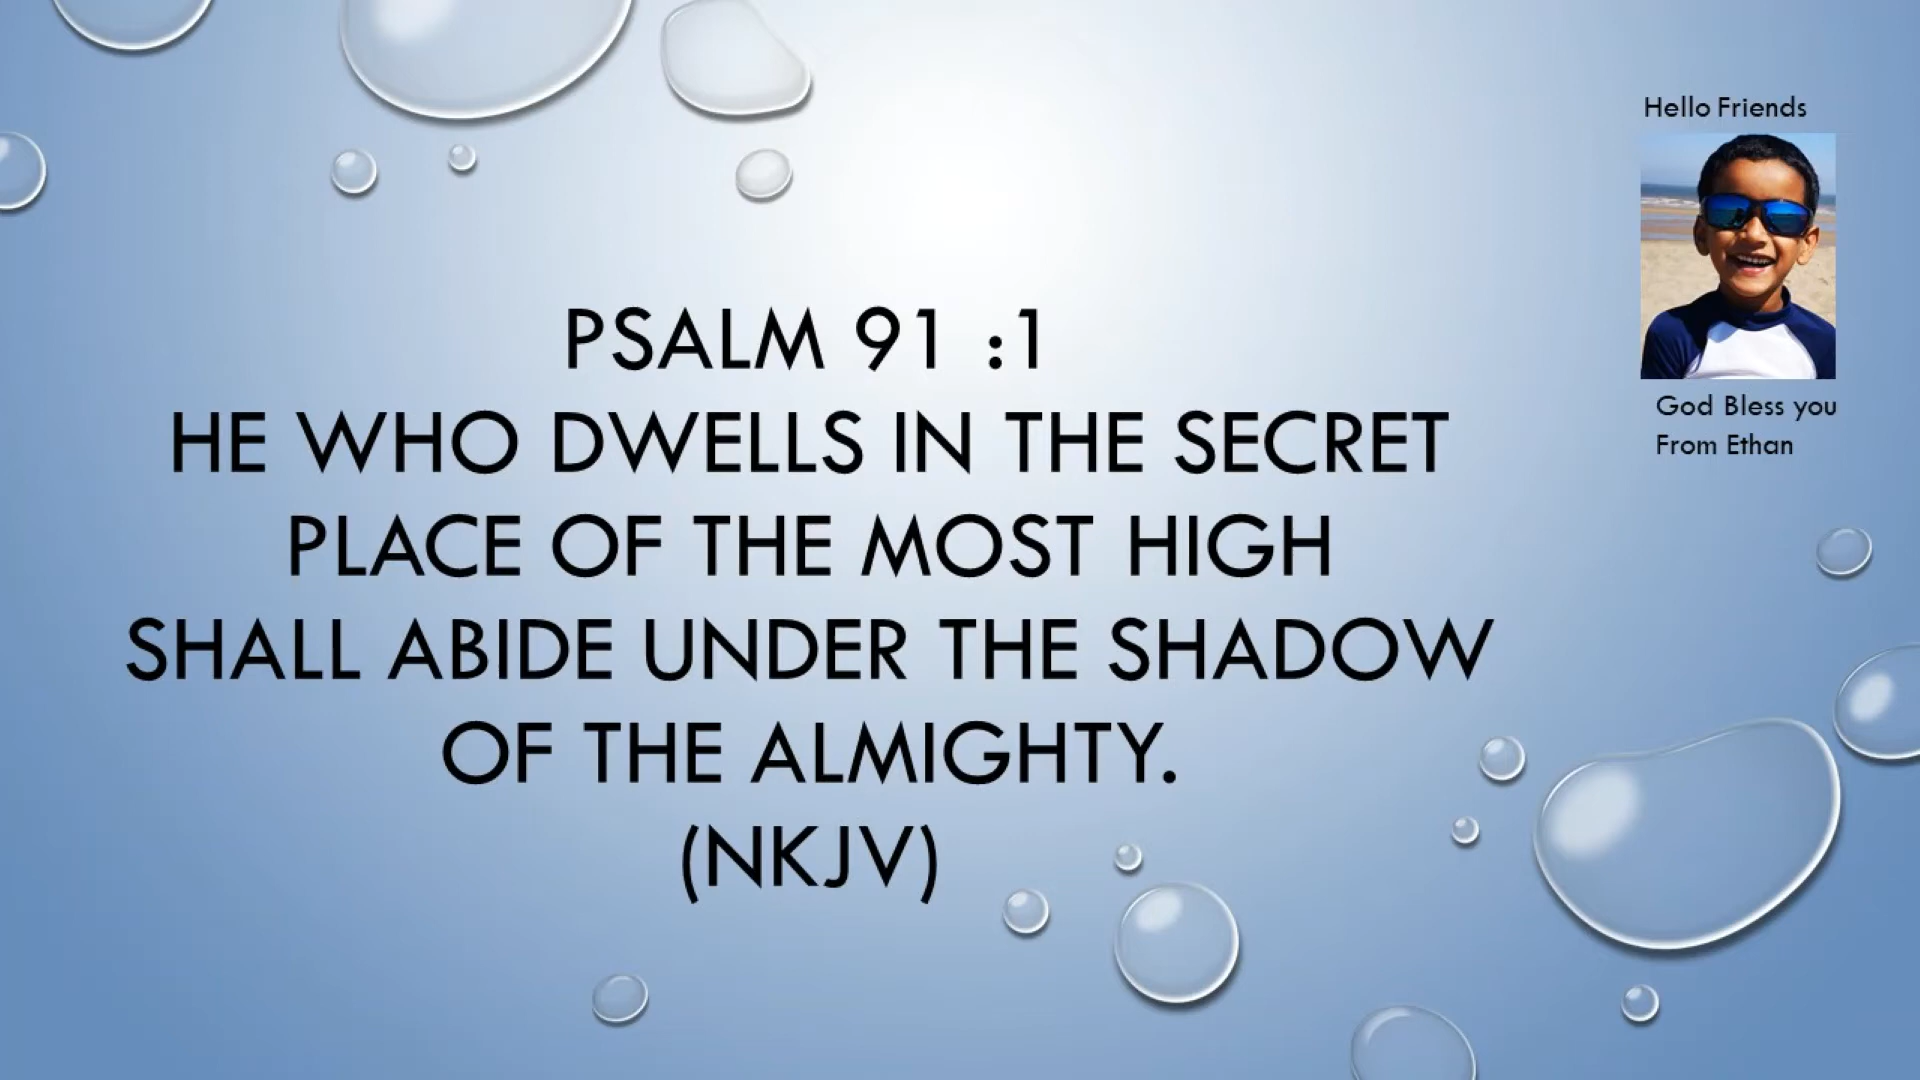 Hello Friends
PSALM 91 :1
HE WHO DWELLS IN THE SECRET
PLACE OF THE MOST HIGH
SHALL ABIDE UNDER THE SHADOW
OF THE ALMIGHTY.
(NKJV)
God Bless you
From Ethan